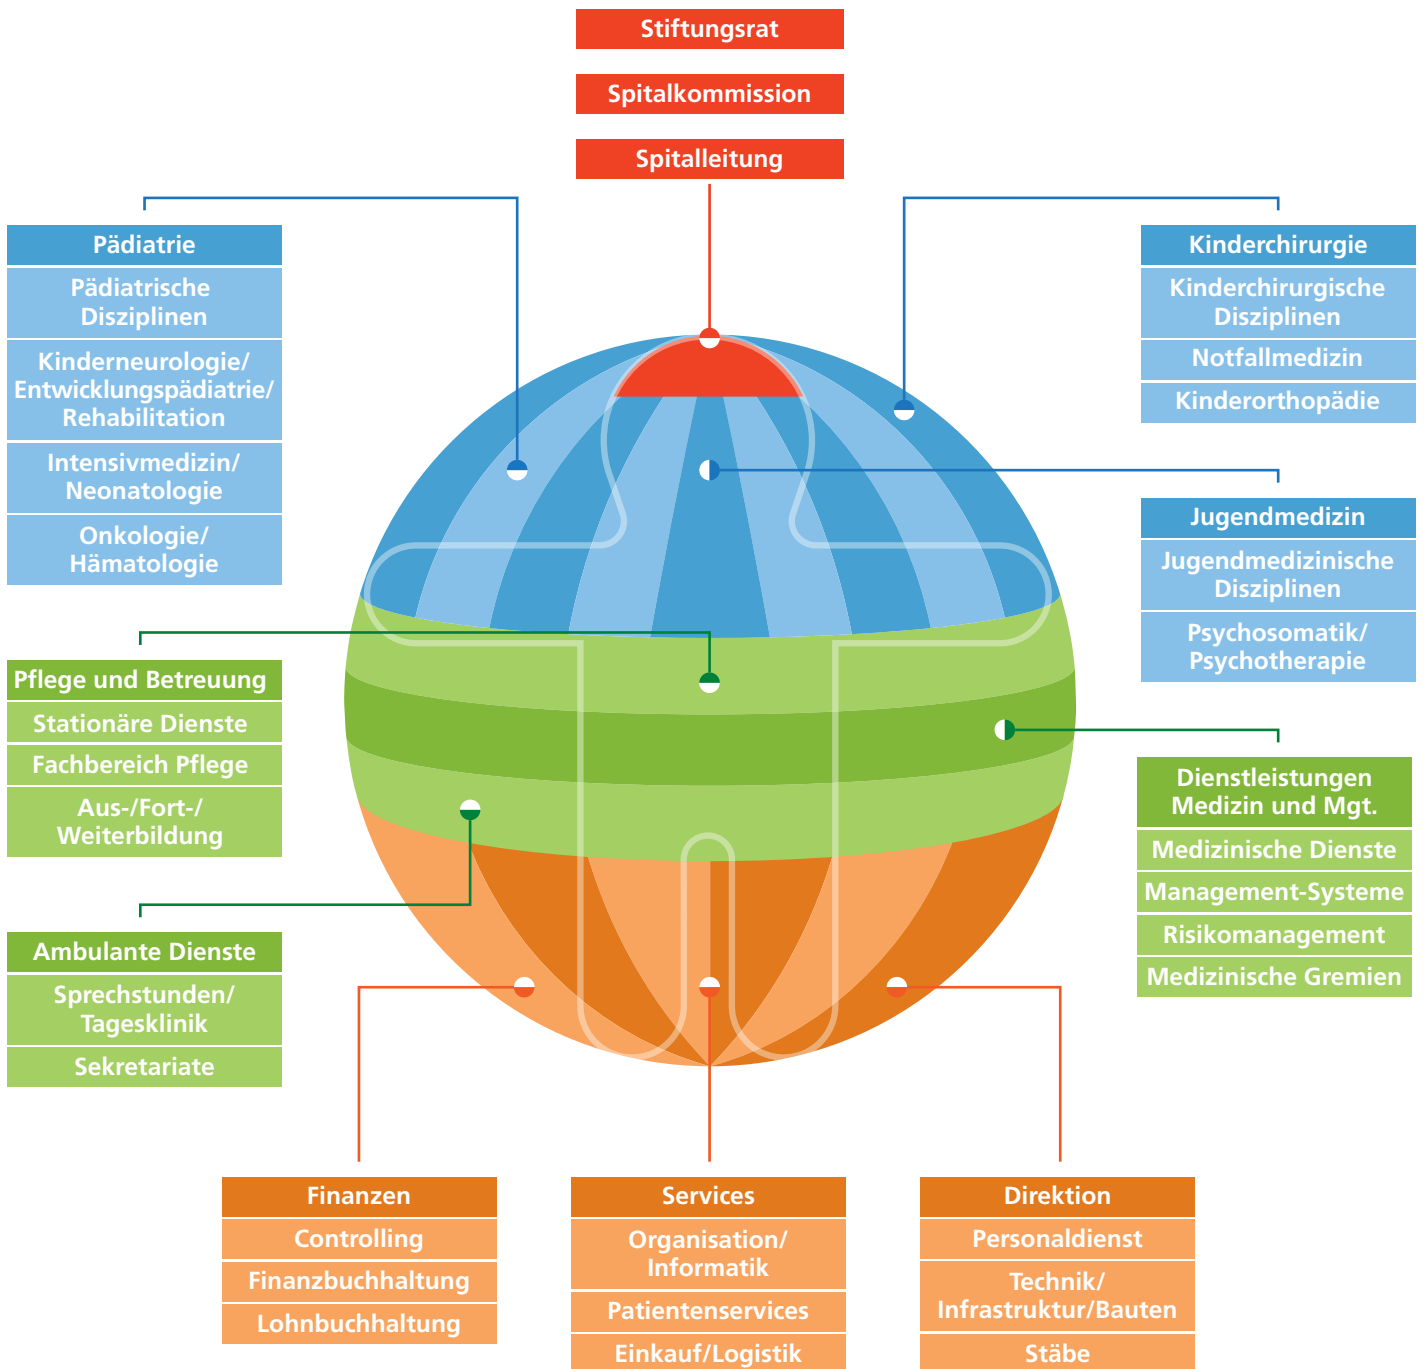 Stiftungsrat
Spitalkommission
Spitalleitung
Pädiatrie
Pädiatrische
Disziplinen
Kinderneurologie/
Entwicklungspädiatrie/
Rehabilitation
Intensivmedizin/
Neonatologie
Onkologie/
Hämatologie
Kinderchirurgie
Kinderchirurgische
Disziplinen
Notfallmedizin
Kinderorthopädie
Jugendmedizin
Jugendmedizinische
Disziplinen
Psychosomatik/
Psychotherapie
Pflege und Betreuung
Stationäre Dienste
Fachbereich Pflege
Aus-/Fort-/
Weiterbildung
Dienstleistungen
Medizin und Mgt.
Medizinische Dienste
Management-Systeme
Risikomanagement
Medizinische Gremien
Ambulante Dienste
Sprechstunden/
Tagesklinik
Sekretariate
Finanzen
Controlling
Finanzbuchhaltung
Lohnbuchhaltung
Services
Organisation/
Informatik
Patientenservices
Einkauf/Logistik
Direktion
Personaldienst
Technik/
Infrastruktur/Bauten
Stäbe